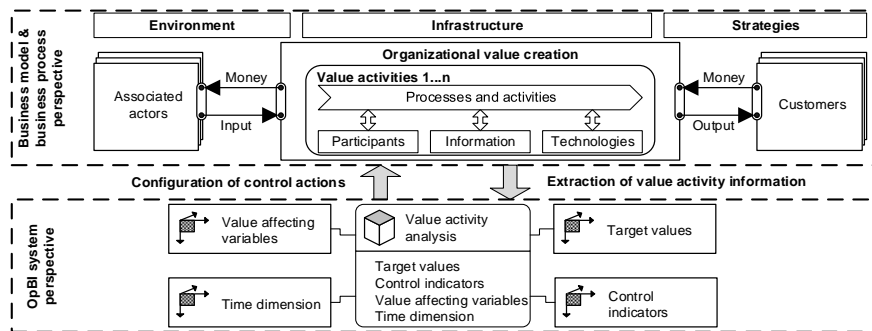 Environment
Infrastructure
Strategies
Business model &
business process
perspective
Organizational value creation
Value activities 1...n
Processes and activities
Participants
Information
Technologies
Associated
actors
Money
Input
Money
Output
Customers
Configuration of control actions
Extraction of value activity information
OpBI system
perspective
Value affecting
variables
Value activity
analysis
Target values
Target values
Control indicators
Value affecting variables
Time dimension
Time dimension
Control
indicators